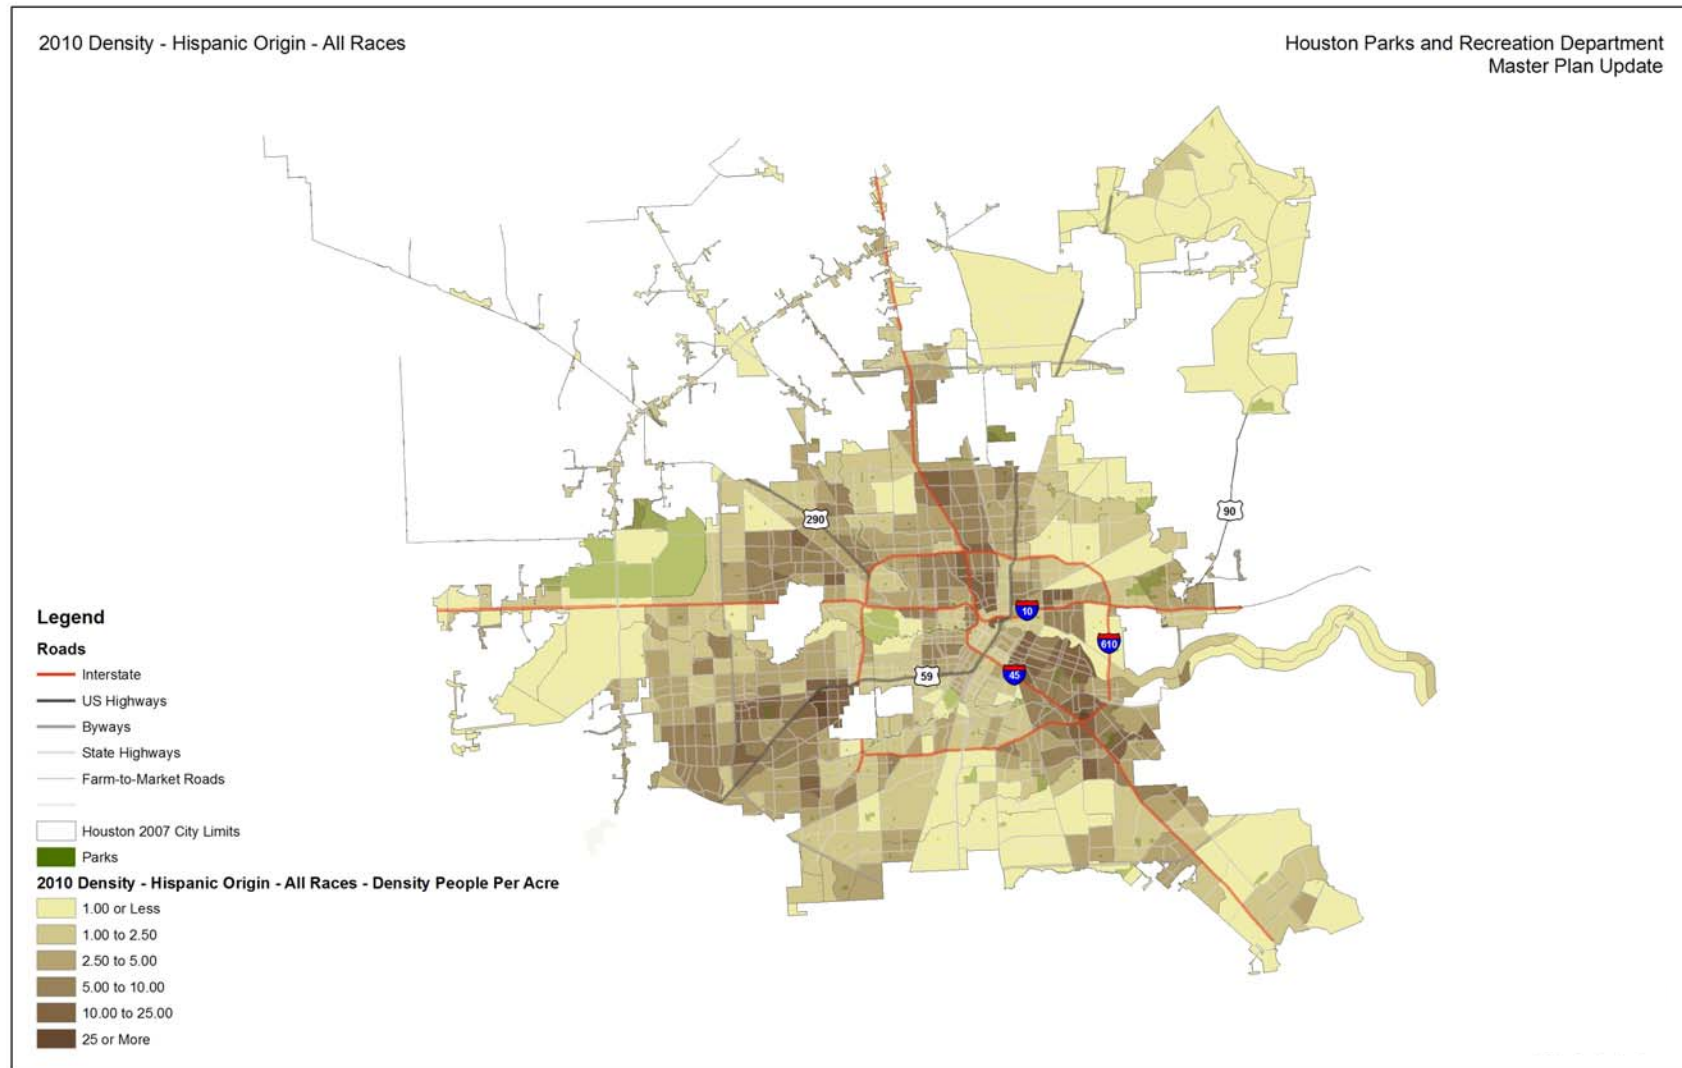 2010 Density - Hispanic Origin - All Races
Houston Parks and Recreation Department
Master Plan Update
290
90
10
610
59
45
Legend
Roads
Interstate
US Highways
Byways
State Highways
Farm-to-Market Roads
Houston 2007 City Limits
Parks
2010 Density - Hispanic Origin - All Races - Density People Per Acre
1.00 or Less
1.00 to 2.50
2.50 to 5.00
5.00 to 10.00
10.00 to 25.00
25 or More